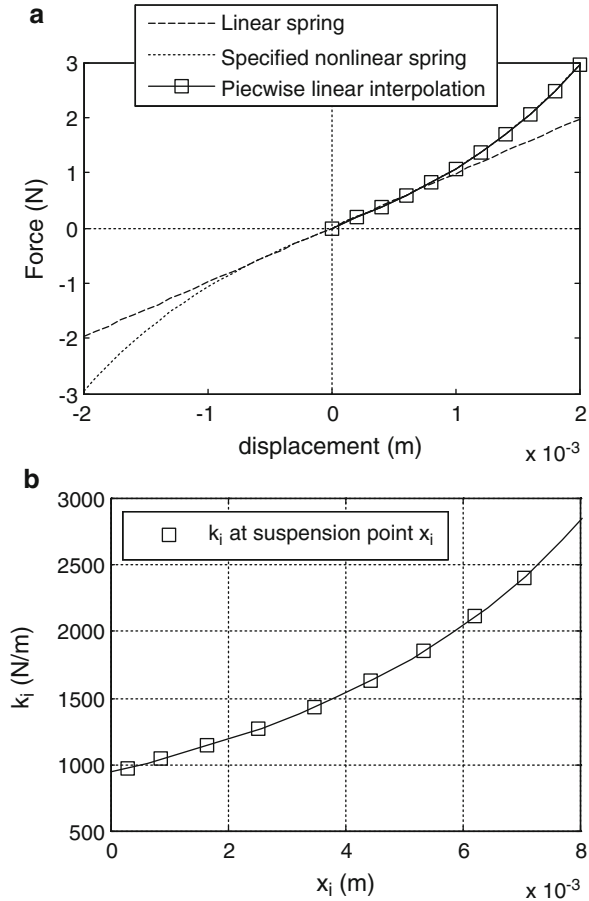 a
Linear spring
Specified nonlinear spring
Piecwise linear interpolation
3
2
1
0
-1
-2
-3
Force (N)
-2 -1 0 1 2
displacement (m) x 10-3
b
3000
2500
2000
1500
1000
500
ki at suspension point xi
ki (N/m)
0 2 4 6 8
xi (m) x 10-3